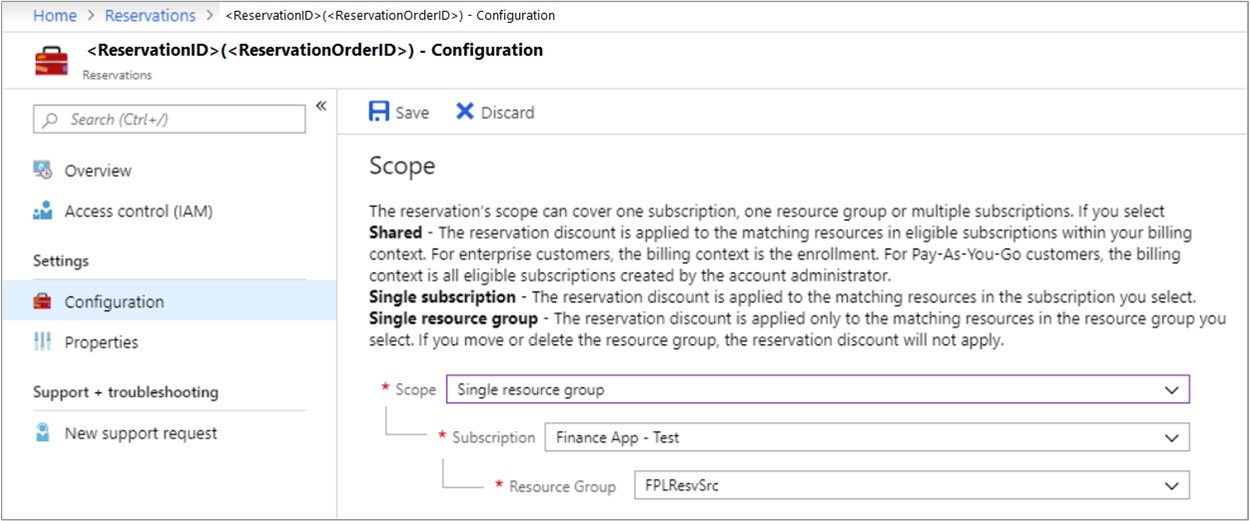 Home > Reservations > <ReservationID>(<ReservationOrderID>) - Configuration
<ReservationID>(<ReservationOrderID>) - Configuration
Reservations
Search (Ctrl+/)
«
Overview
Access control (IAM)
Settings
Configuration
Properties
Support + troubleshooting
New support request
Save
Discard
Scope
The reservation's scope can cover one subscription, one resource group or multiple subscriptions. If you select
Shared - The reservation discount is applied to the matching resources in eligible subscriptions within your billing
context. For enterprise customers, the billing context is the enrollment. For Pay-As-You-Go customers, the billing
context is all eligible subscriptions created by the account administrator.
Single subscription - The reservation discount is applied to the matching resources in the subscription you select.
Single resource group - The reservation discount is applied only to the matching resources in the resource group you
select. If you move or delete the resource group, the reservation discount will not apply.
* Scope Single resource group
* Subscription Finance App - Test
* Resource Group FPLResvSrc